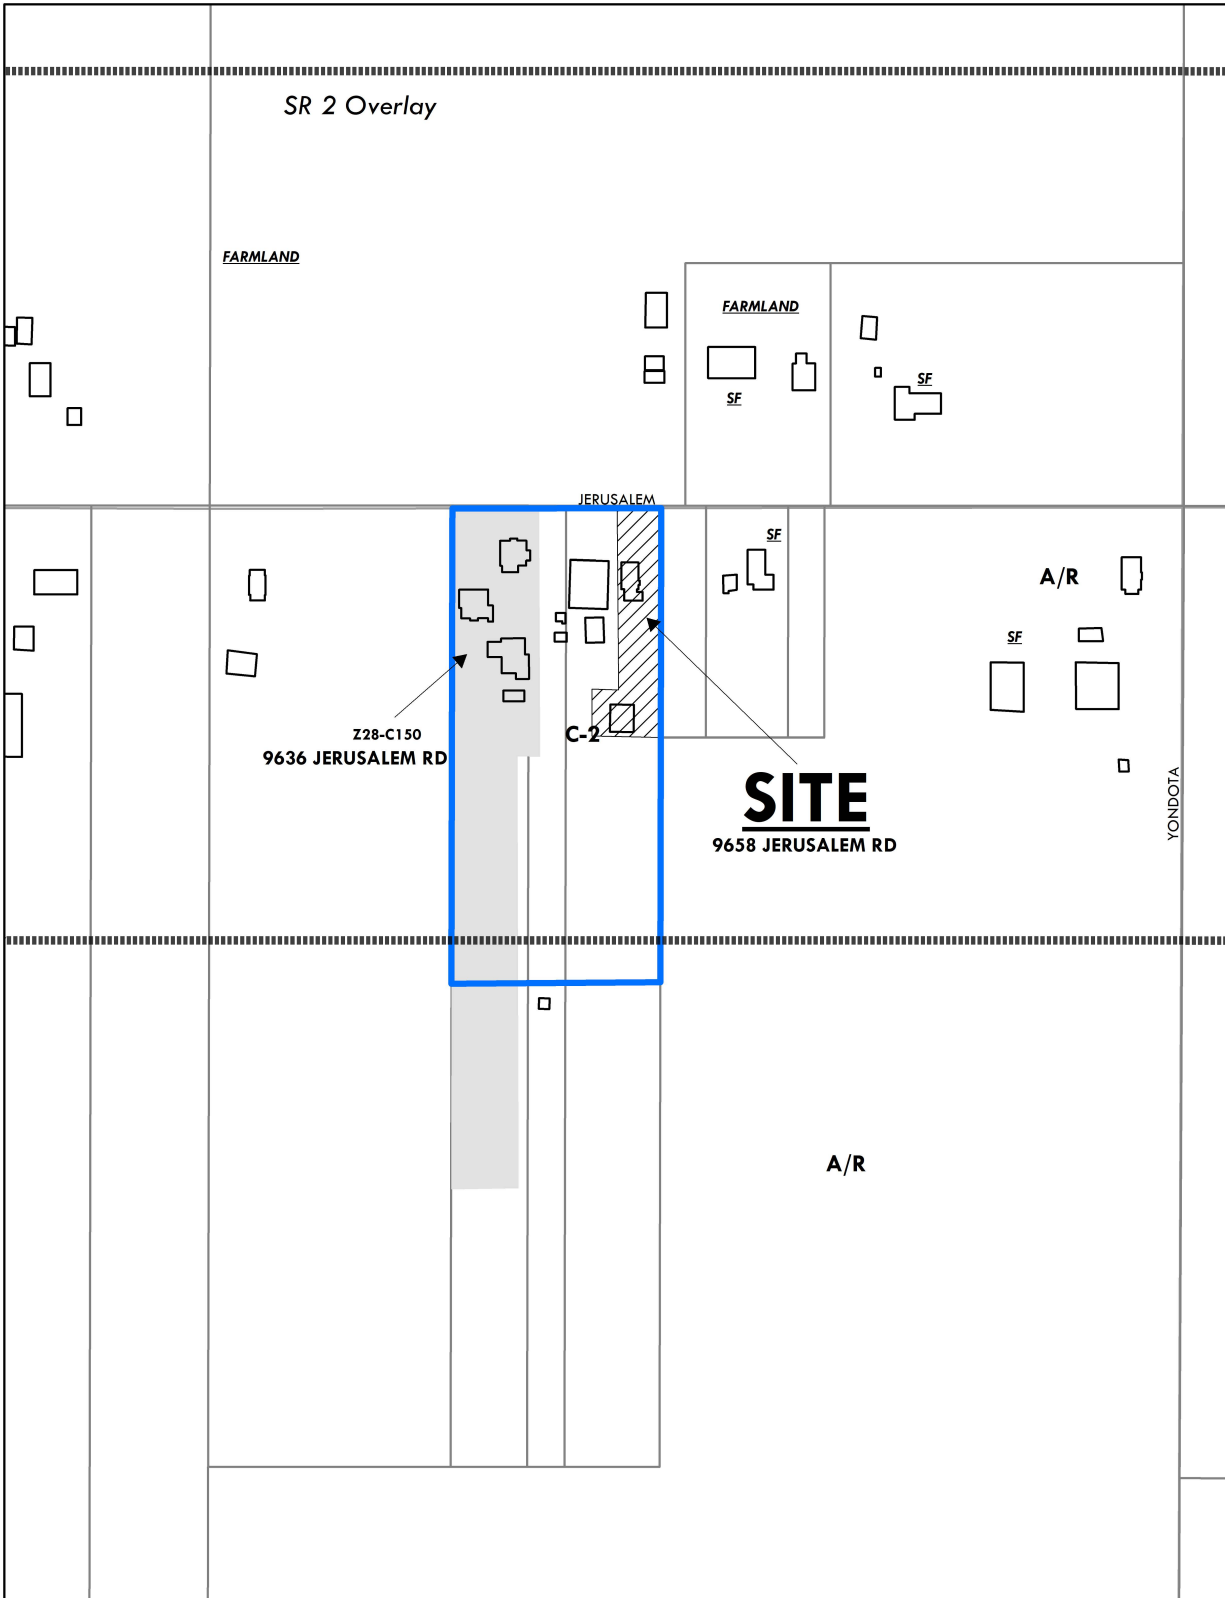 SR 2 Overlay
FARMLAND
FARMLAND
SF
SF
JERUSALEM
SF
A/R
SF
Z28-C150
9636 JERUSALEM RD
C-2
SITE
9658 JERUSALEM RD
YONDOTA
A/R